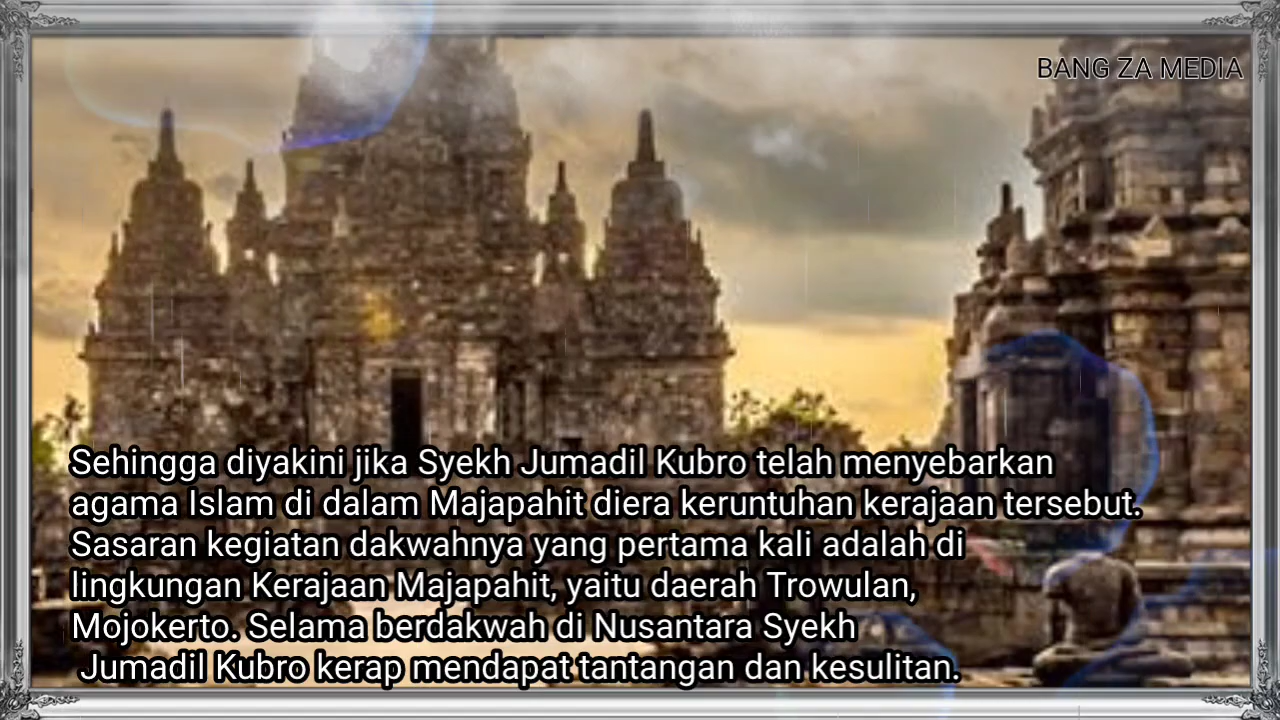 BANG ZA MEDIA
Sehingga diyakini jika Syekh Jumadil Kubro telah menyebarkan
agama Islam di dalam Majapahit diera keruntuhan kerajaan tersebut.
Sasaran kegiatan dakwahnya yang pertama kali adalah di
lingkungan Kerajaan Majapahit, yaitu daerah Trowulan,
Mojokerto. Selama berdakwah di Nusantara Syekh
Jumadil Kubro kerap mendapat tantangan dan kesulitan.